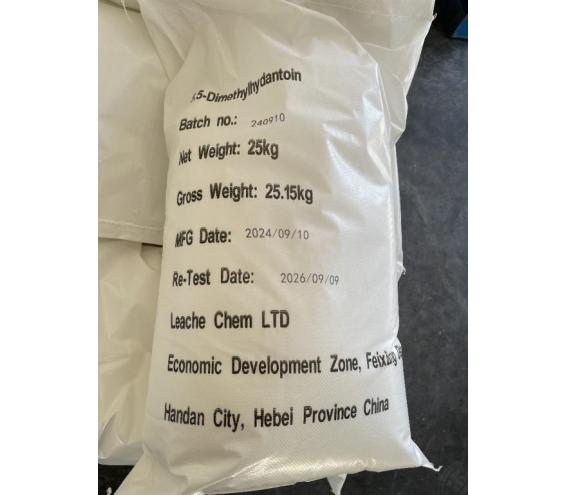 5-Dimethylhydantoin
Batch no.: 240910
Net Weight: 25kg
Gross Weight: 25.15kg
MFG Date: 2024/09/10
Re-Test Date: 2026/09/09
Leache Chem LTD
Economic Development Zone, Feixiang
Handan City, Hebei Province China